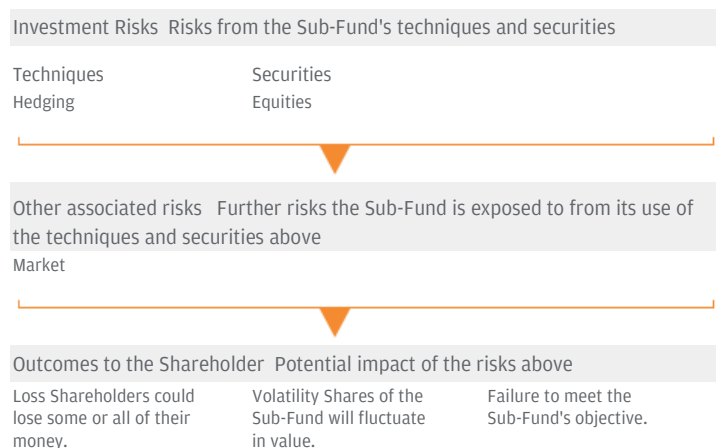 Investment Risks Risks from the Sub-Fund's techniques and securities
Techniques Securities
Hedging Equities
Other associated risks Further risks the Sub-Fund is exposed to from its use of
the techniques and securities above
Market
Outcomes to the Shareholder Potential impact of the risks above
Loss Shareholders could
lose some or all of their
money.
Volatility Shares of the
Sub-Fund will fluctuate
in value.
Failure to meet the
Sub-Fund's objective.